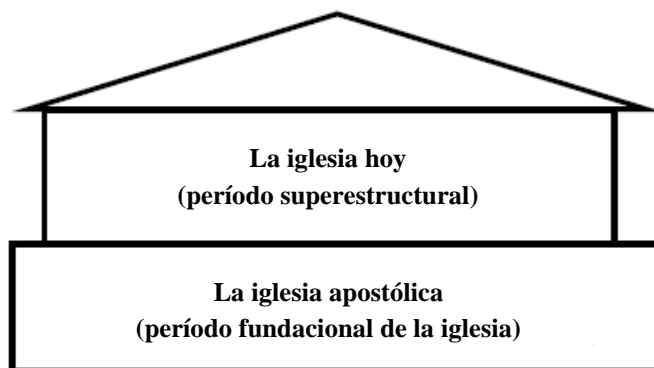 La iglesia hoy
(período superestructural)
La iglesia apostólica
(período fundacional de la iglesia)